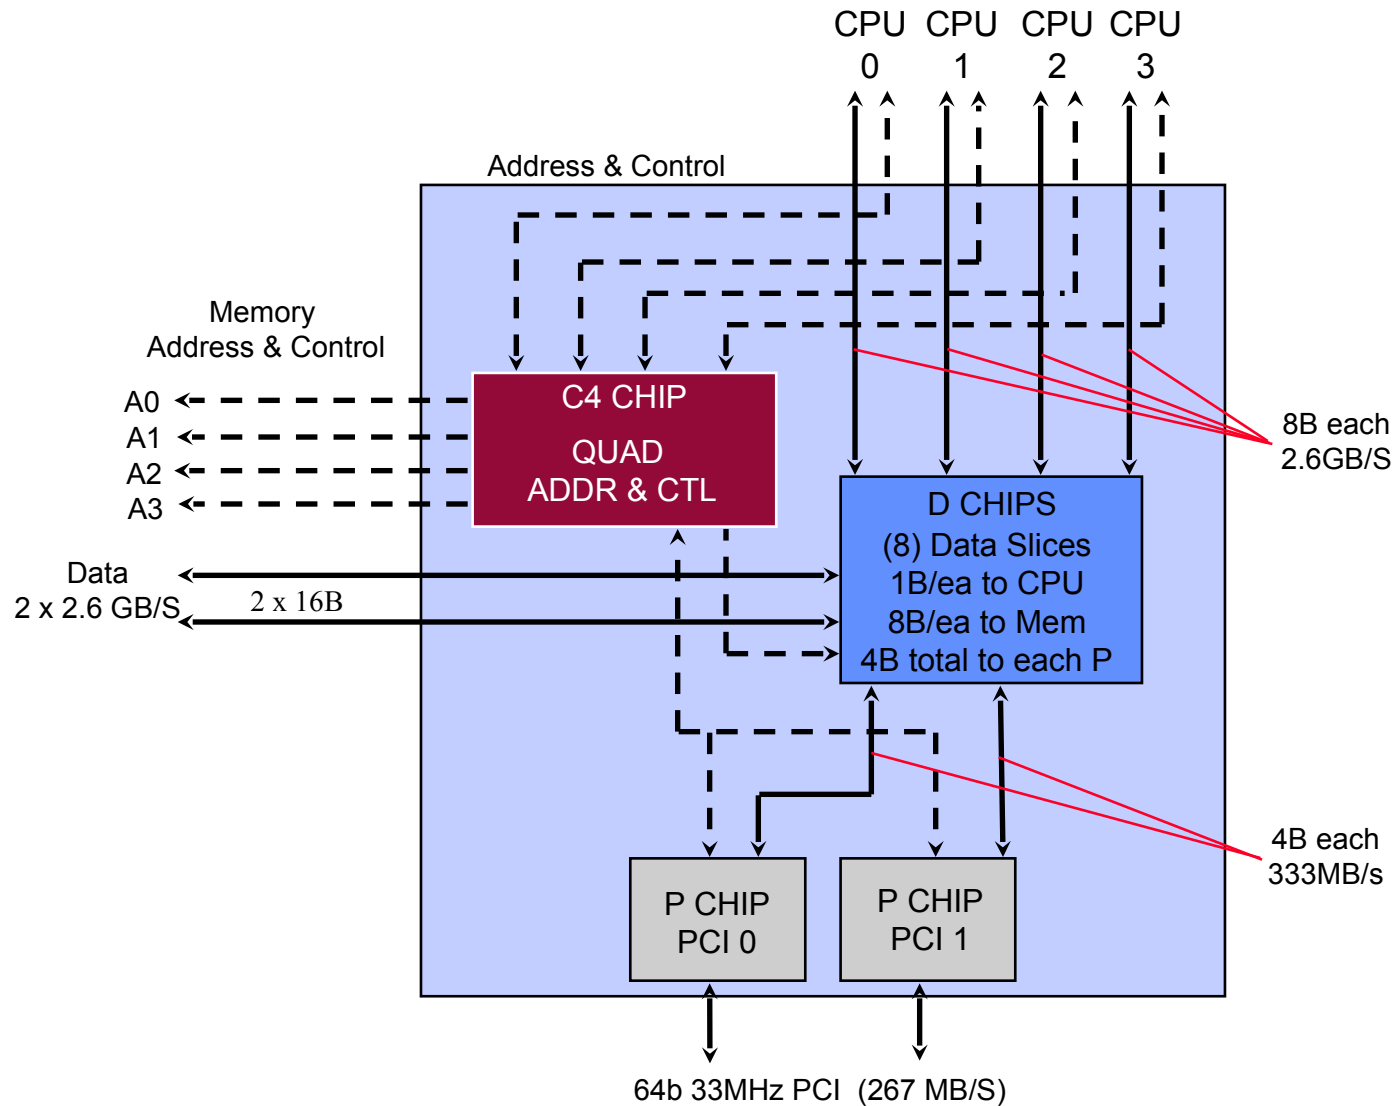 CPU CPU CPU CPU
0 1 2 3
Address & Control
Memory
Address & Control
A0
A1
A2
A3
C4 CHIP
QUAD
ADDR & CTL
8B each
2.6GB/S
D CHIPS
(8) Data Slices
1B/ea to CPU
8B/ea to Mem
4B total to each P
Data
2 x 2.6 GB/S
2 x 16B
4B each
333MB/s
P CHIP
PCI 0
P CHIP
PCI 1
64b 33MHz PCI (267 MB/S)